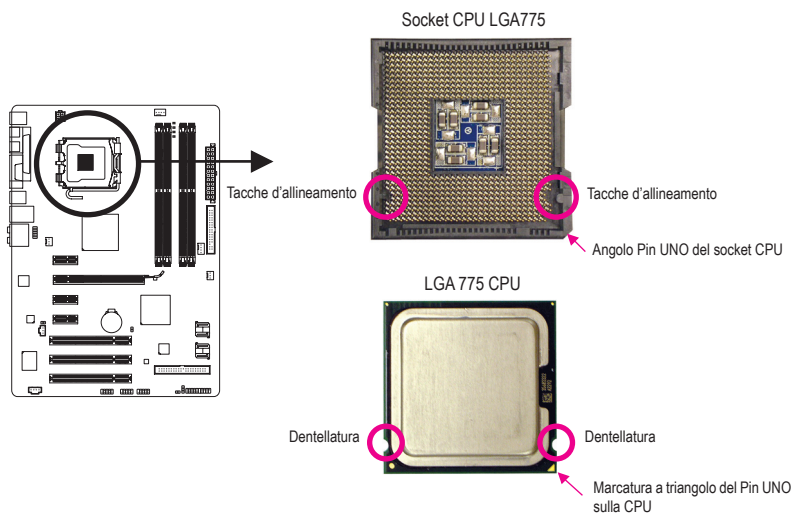 Socket CPU LGA775
Tacche d'allineamento
Tacche d'allineamento
Angolo Pin UNO del socket CPU
LGA 775 CPU
Dentellatura
Dentellatura
Marcatura a triangolo del Pin UNO
sulla CPU